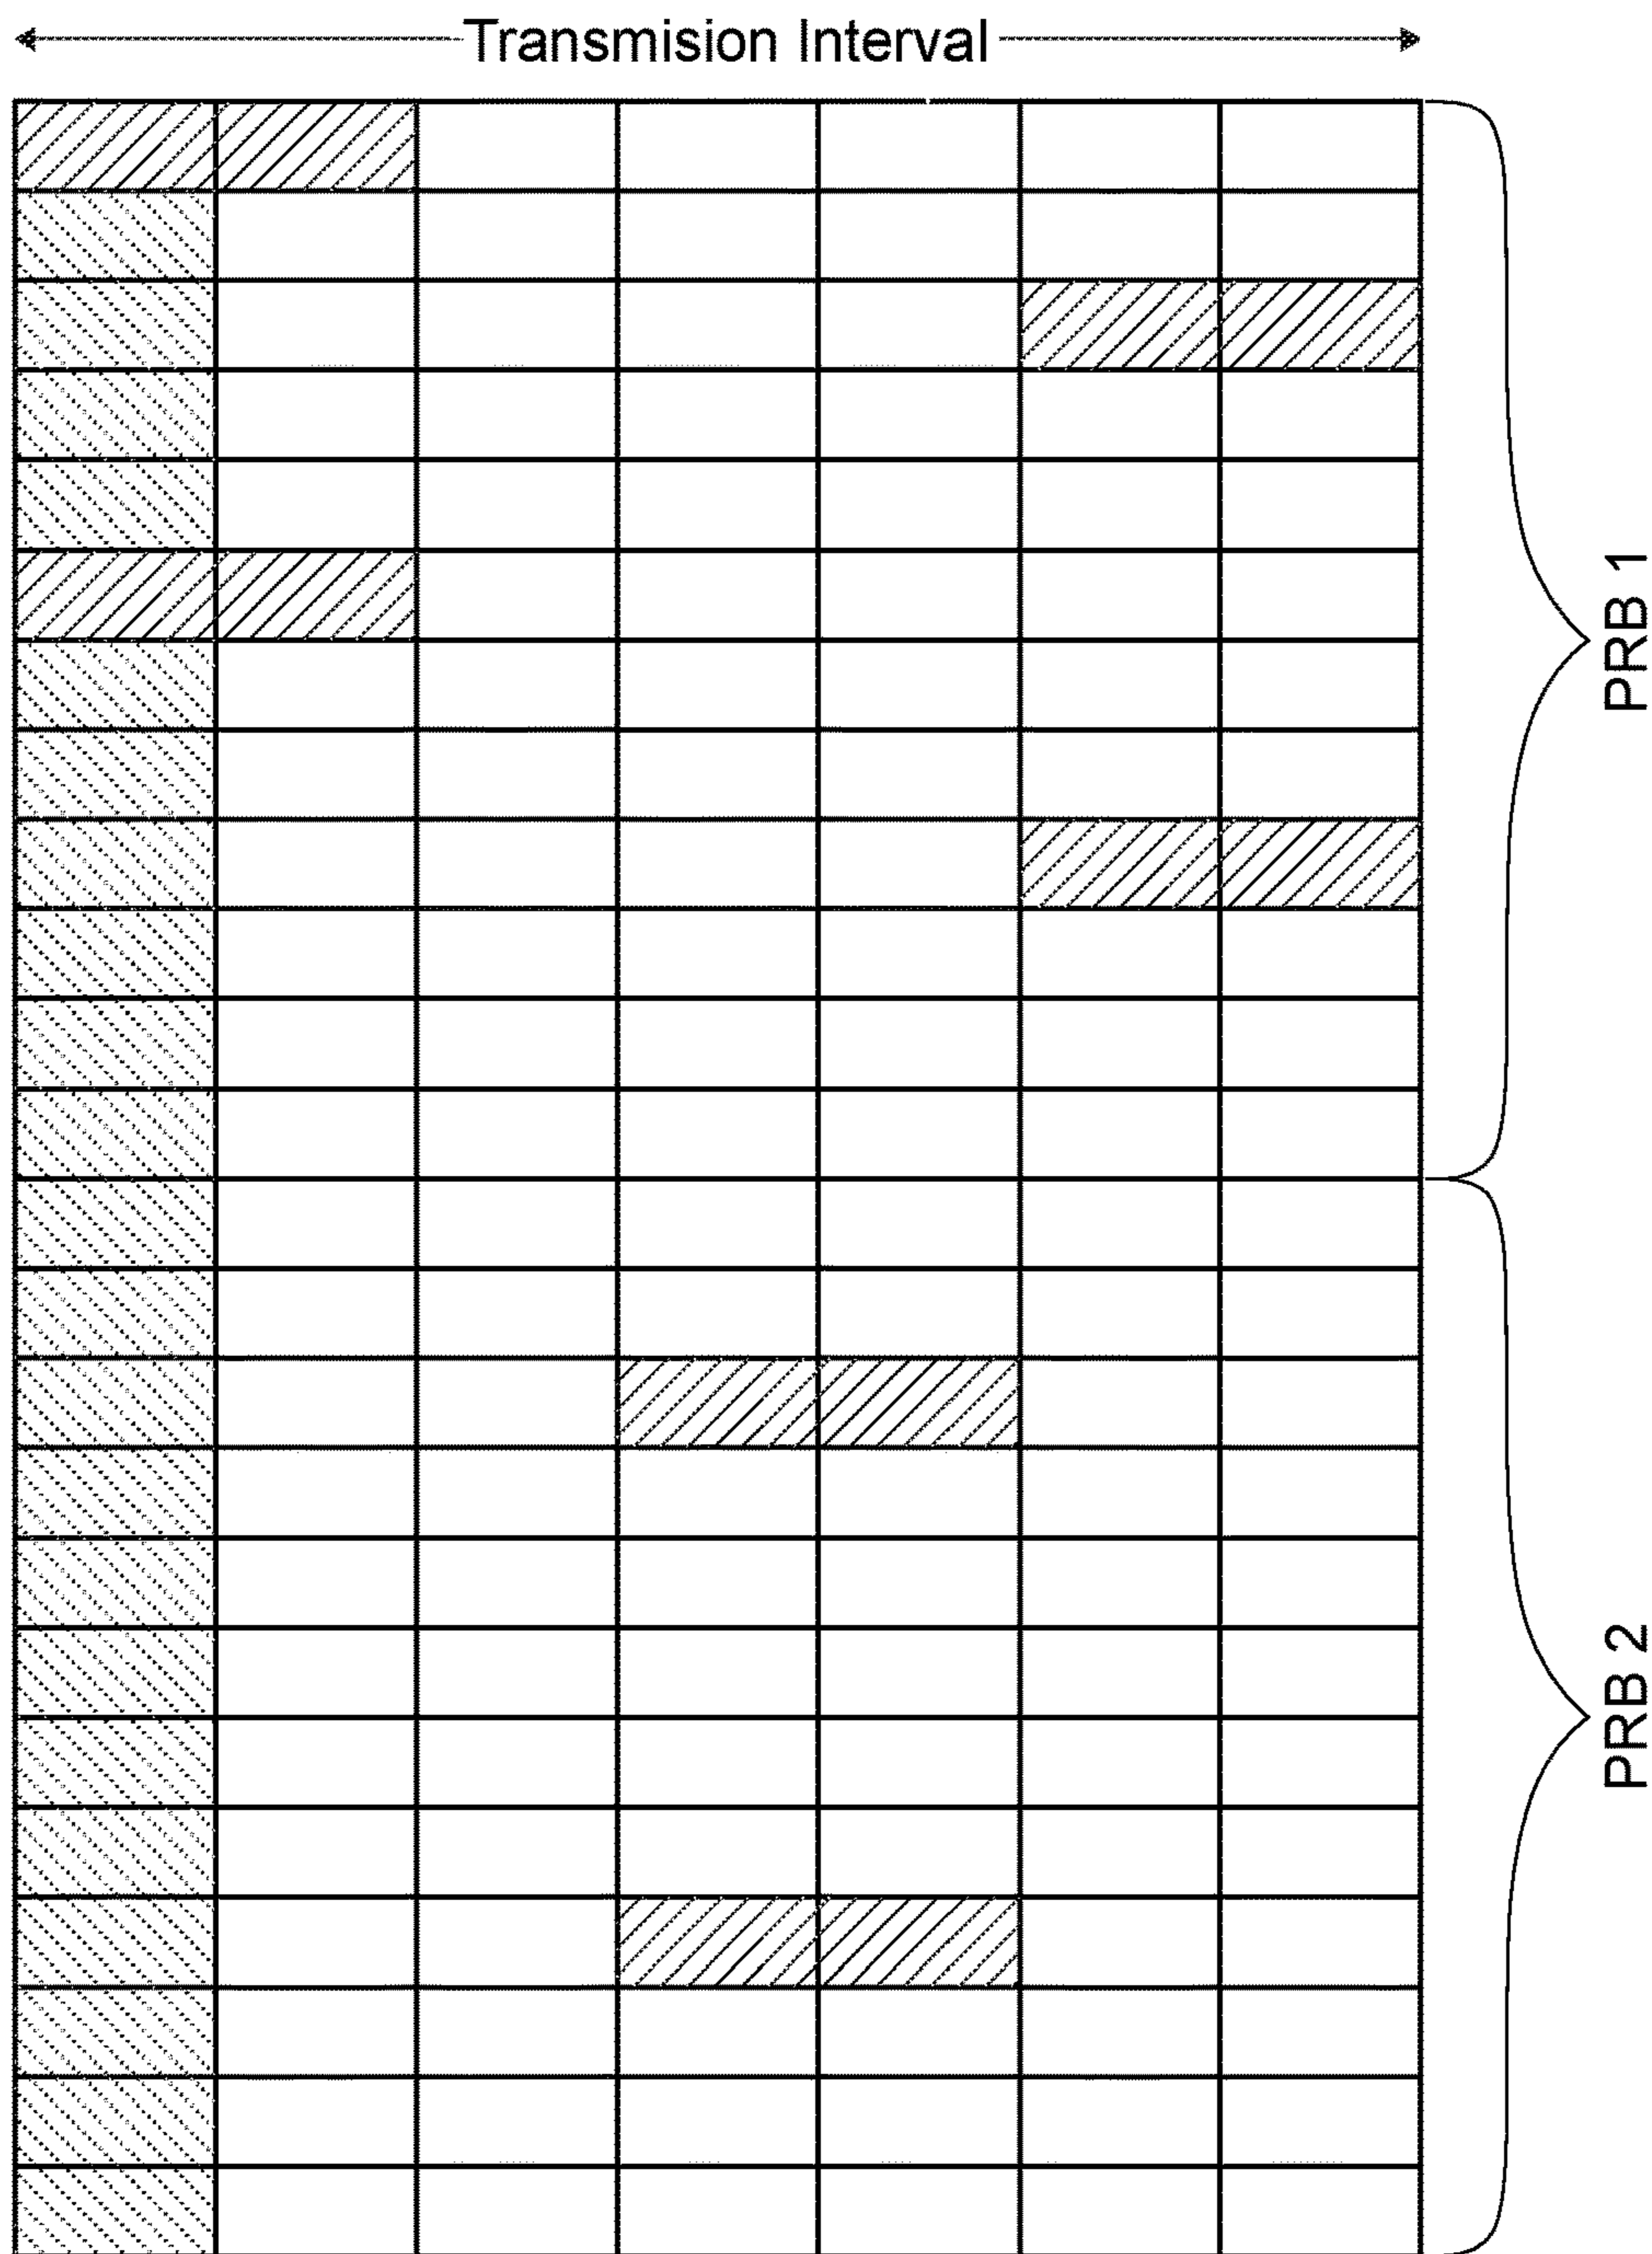 Transmision Interval
PRB 1
PRB 2